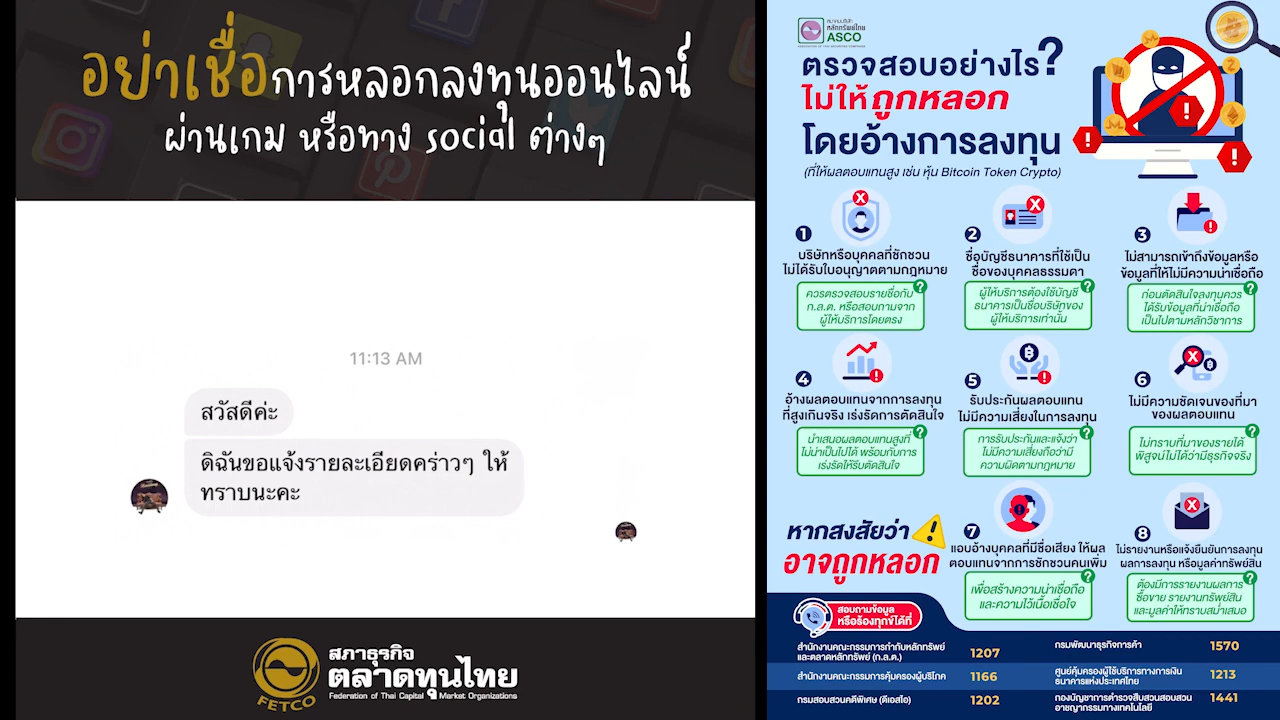 อย่าเชื่อการหลอกลงทุนออนไลน์
ผ่านเกม หรือทาง social ต่างๆ
11:13 AM
สวัสดีค่ะ
ดิฉันขอแจ้งรายละเอียดคร่าวๆ ให้
ทราบนะคะ
FETCO
สภาธุรกิจ
ตลาดทุนไทย
Federation of Thai Capital Market Organizations
สมาคมบริษัท
หลักทรัพย์ไทย
ASCO
ASSOCIATION OF THAI SECURITIES COMPANIES
ตรวจสอบอย่างไร?
ไม่ให้ถูกหลอก
โดยอ้างการลงทุน
(ที่ให้ผลตอบแทนสูง เช่น หุ้น Bitcoin Token Crypto)
1
บริษัทหรือบุคคลที่ชักชวน
ไม่ได้รับใบอนุญาตตามกฎหมาย
ควรตรวจสอบรายชื่อกับ
ก.ล.ต. หรือสอบถามจาก
ผู้ให้บริการโดยตรง
2
ชื่อบัญชีธนาคารที่ใช้เป็น
ชื่อของบุคคลธรรมดา
ผู้ให้บริการต้องใช้บัญชี
ธนาคารเป็นชื่อบริษัทของ
ผู้ให้บริการเท่านั้น
3
ไม่สามารถเข้าถึงข้อมูลหรือ
ข้อมูลที่ให้ไม่มีความน่าเชื่อถือ
ก่อนตัดสินใจลงทุนควร
ได้รับข้อมูลที่น่าเชื่อถือ
เป็นไปตามหลักวิชาการ
4
อ้างผลตอบแทนจากการลงทุน
ที่สูงเกินจริง เร่งรัดการตัดสินใจ
นำเสนอผลตอบแทนสูงที่
ไม่น่าเป็นไปได้ พร้อมกับการ
เร่งรัดให้รีบตัดสินใจ
5
รับประกันผลตอบแทน
ไม่มีความเสี่ยงในการลงทุน
การรับประกันและแจ้งว่า
ไม่มีความเสี่ยงถือว่ามี
ความผิดตามกฎหมาย
6
ไม่มีความชัดเจนของที่มา
ของผลตอบแทน
ไม่ทราบที่มาของรายได้
พิสูจน์ไม่ได้ว่ามีธุรกิจจริง
หากสงสัยว่า
อาจถูกหลอก
7
แอบอ้างบุคคลที่มีชื่อเสียง ให้ผล
ตอบแทนจากการชักชวนคนเพิ่ม
เพื่อสร้างความน่าเชื่อถือ
และความไว้เนื้อเชื่อใจ
8
ไม่รายงานหรือแจ้งยืนยันการลงทุน
ผลการลงทุน หรือมูลค่าทรัพย์สิน
ต้องมีการรายงานผลการ
ซื้อขาย รายงานทรัพย์สิน
และมูลค่าให้ทราบสม่ำเสมอ
สอบถามข้อมูล
หรือร้องทุกข์ได้ที่
สำนักงานคณะกรรมการกำกับหลักทรัพย์
และตลาดหลักทรัพย์ (ก.ล.ต.) 1207
กรมพัฒนาธุรกิจการค้า 1570
สำนักงานคณะกรรมการคุ้มครองผู้บริโภค 1166
ศูนย์คุ้มครองผู้ใช้บริการทางการเงิน
ธนาคารแห่งประเทศไทย 1213
กรมสอบสวนคดีพิเศษ (ดีเอสไอ) 1202
กองบัญชาการตำรวจสืบสวนสอบสวน
อาชญากรรมทางเทคโนโลยี 1441